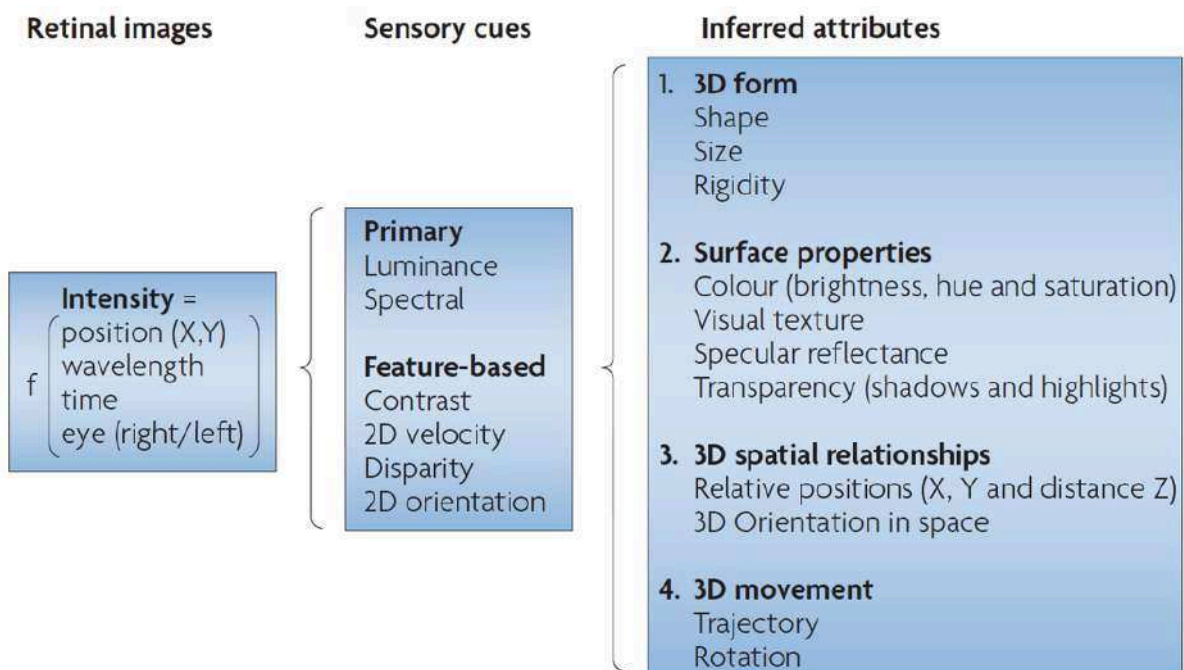 Retinal images
Sensory cues
Inferred attributes
Intensity =
f
position (X,Y)
wavelength
time
eye (right/left)
Primary
Luminance
Spectral
Feature-based
Contrast
2D velocity
Disparity
2D orientation
1. 3D form
Shape
Size
Rigidity
2. Surface properties
Colour (brightness, hue and saturation)
Visual texture
Specular reflectance
Transparency (shadows and highlights)
3. 3D spatial relationships
Relative positions (X, Y and distance Z)
3D Orientation in space
4. 3D movement
Trajectory
Rotation